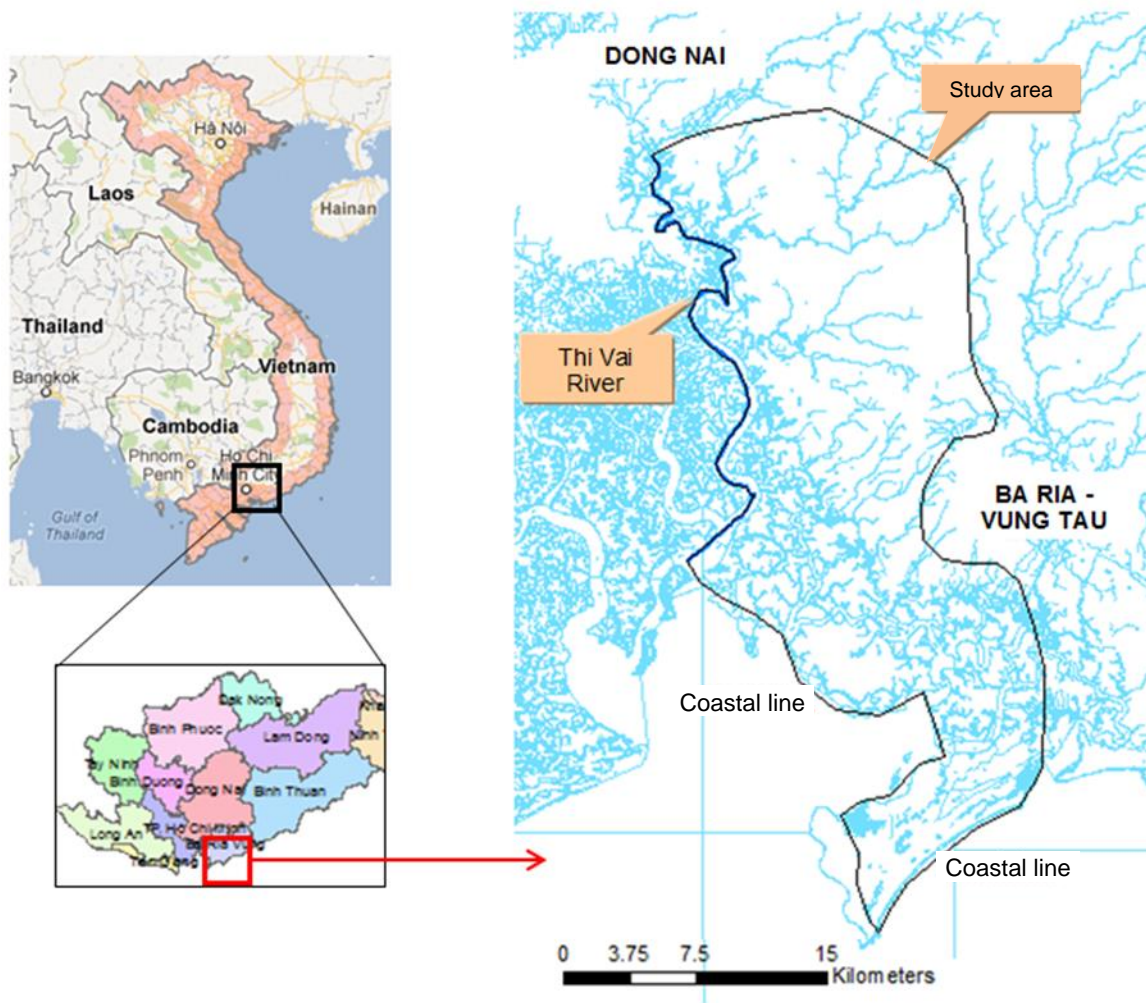 Hà Nội
Laos
Hainan
Thailand
Bangkok
Vietnam
Cambodia
Phnom
Penh
Ho Chi
Minh City
Gulf of
Thailand
Dak Nong
Binh Phuoc
Lam Dong
Tay Ninh
Binh Duong
Dong Nai
Binh Thuan
Long An
DONG NAI
Study area
Thi Vai
River
BA RIA -
VUNG TAU
Coastal line
Coastal line
0 3.75 7.5 15
Kilometers